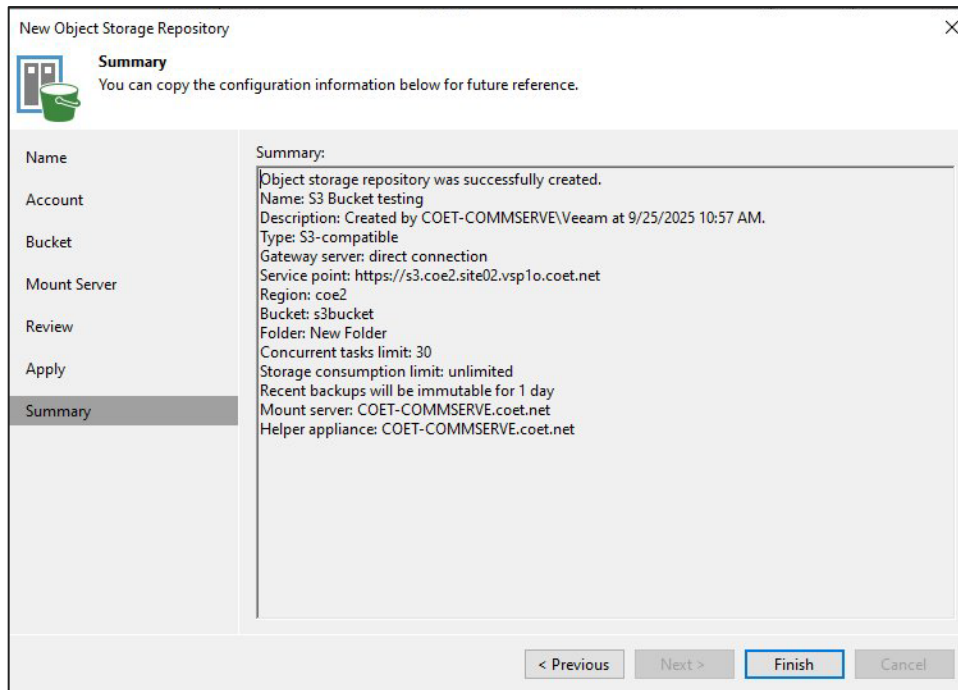 New Object Storage Repository
Summary
You can copy the configuration information below for future reference.
Name
Account
Bucket
Mount Server
Review
Apply
Summary
Summary:
Object storage repository was successfully created.
Name: S3 Bucket testing
Description: Created by COET-COMMSERVE\Veeam at 9/25/2025 10:57 AM.
Type: S3-compatible
Gateway server: direct connection
Service point: https://s3.coe2.site02.vsp1o.coet.net
Region: coe2
Bucket: s3bucket
Folder: New Folder
Concurrent tasks limit: 30
Storage consumption limit: unlimited
Recent backups will be immutable for 1 day
Mount server: COET-COMMSERVE.coet.net
Helper appliance: COET-COMMSERVE.coet.net
< Previous
Next >
Finish
Cancel